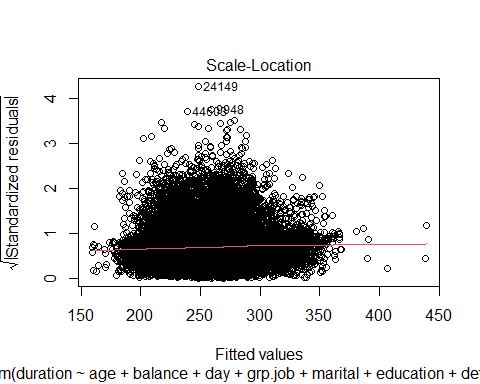 Scale-Location
24149
44603 9948
√|Standardized residuals|
4
3
2
1
0
150 200 250 300 350 400 450
Fitted values
m(duration ~ age + balance + day + grp.job + marital + education + de